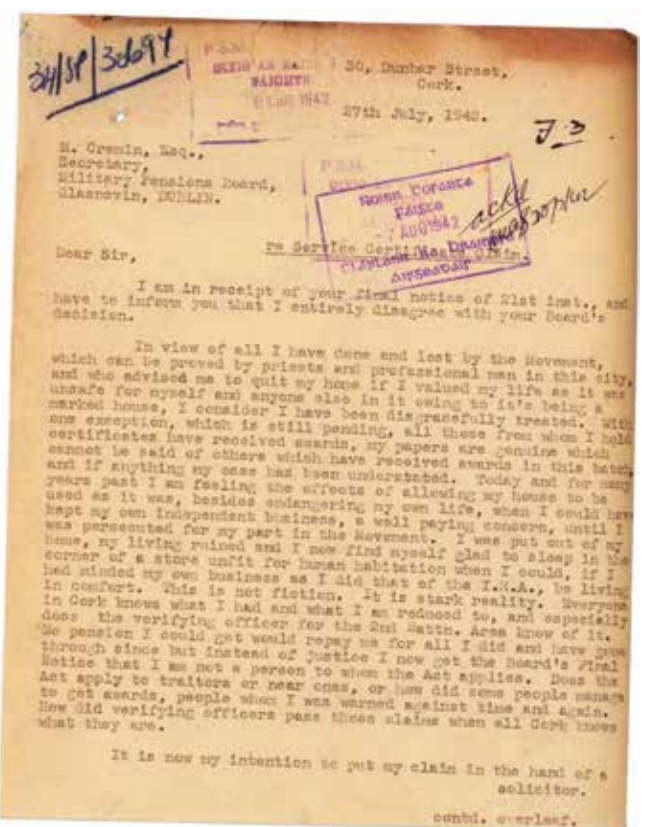 34/SP/30694
30, Dunbar Street,
Cork.
27th July, 1942.
M. Cremin, Esq.,
Secretary,
Military Pensions Board,
Glasnevin, DUBLIN.
Roinn Cosanta
7 AUG 1942
re Service Certificate Claim.
Dear Sir,
I am in receipt of your final notice of 21st inst., and
have to inform you that I entirely disagree with your Board's
decision.
In view of all I have done and lost by the Movement,
which can be proved by priests and professional men in this city,
and who advised me to quit my home if I valued my life as it was
unsafe for myself and anyone else in it owing to it's being a
marked house, I consider I have been disgracefully treated. With
one exception, which is still pending, all those from whom I hold
certificates have received awards, my papers are genuine which
cannot be said of others which have received awards in this batch
and if anything my case has been understated. Today and for many
years past I am feeling the effects of allowing my house to be
used as it was, besides endangering my own life, when I could have
kept my own independent business, a well paying concern, until I
was persecuted for my part in the Movement. I was put out of my
home, my living ruined and I now find myself glad to sleep in the
corner of a store unfit for human habitation when I could, if I
had minded my own business as I did that of the I.R.A., be living
in comfort. This is not fiction. It is stark reality. Everyone
in Cork knows what I had and what I am reduced to, and especially
does the verifying officer for the 2nd Battn. Area know of it.
No pension I could get would repay me for all I did and have gone
through since but instead of justice I now get the Board's Final
Notice that I am not a person to whom the Act applies. Does the
Act apply to traitors or near ones, or how did some people manage
to get awards, people whom I was warned against time and again.
How did verifying officers pass these claims when all Cork knows
what they are.
It is now my intention to put my claim in the hand of a
solicitor.
contd. overleaf.